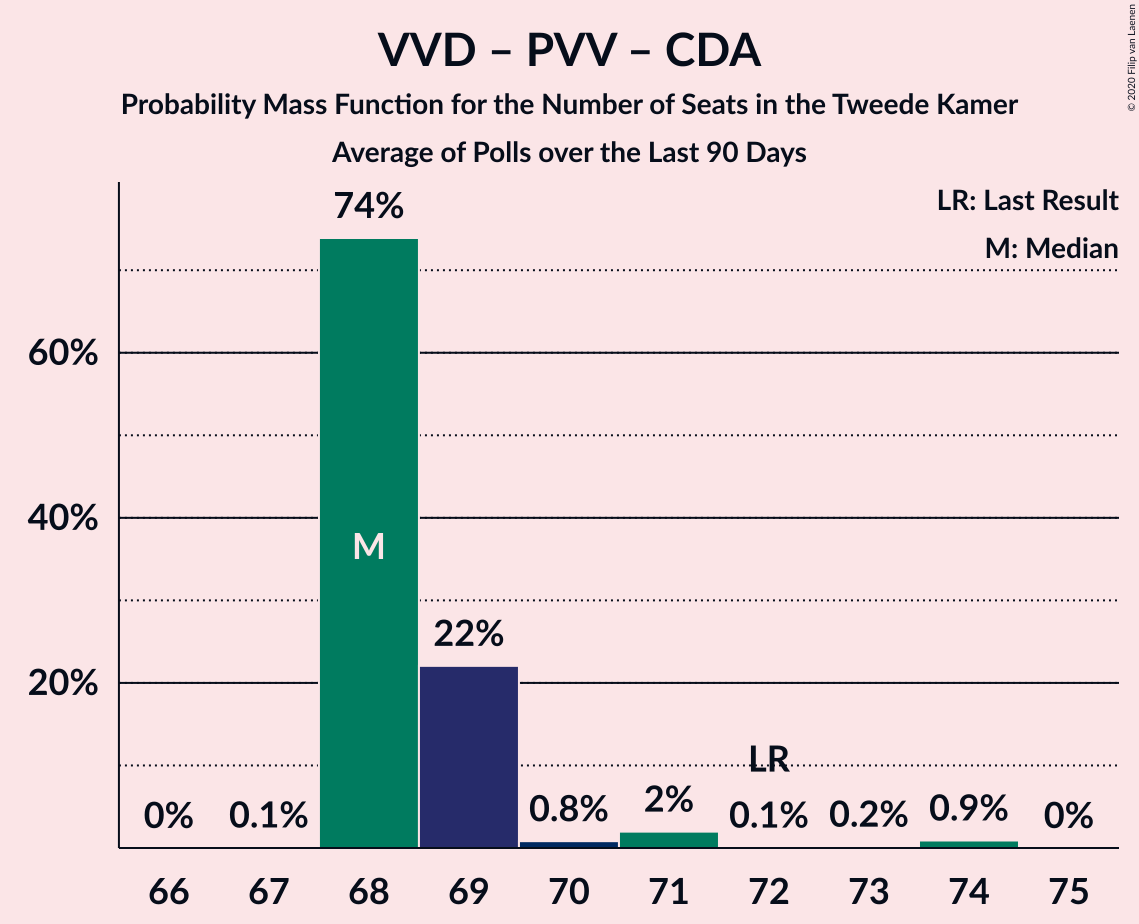 VVD – PVV – CDA
Probability Mass Function for the Number of Seats in the Tweede Kamer
Average of Polls over the Last 90 Days
© 2020 Filip van Laenen
LR: Last Result
M: Median
60%
40%
20%
0%
0.1%
74%
M
22%
0.8%
2%
LR
0.1%
0.2%
0.9%
0%
66 67 68 69 70 71 72 73 74 75